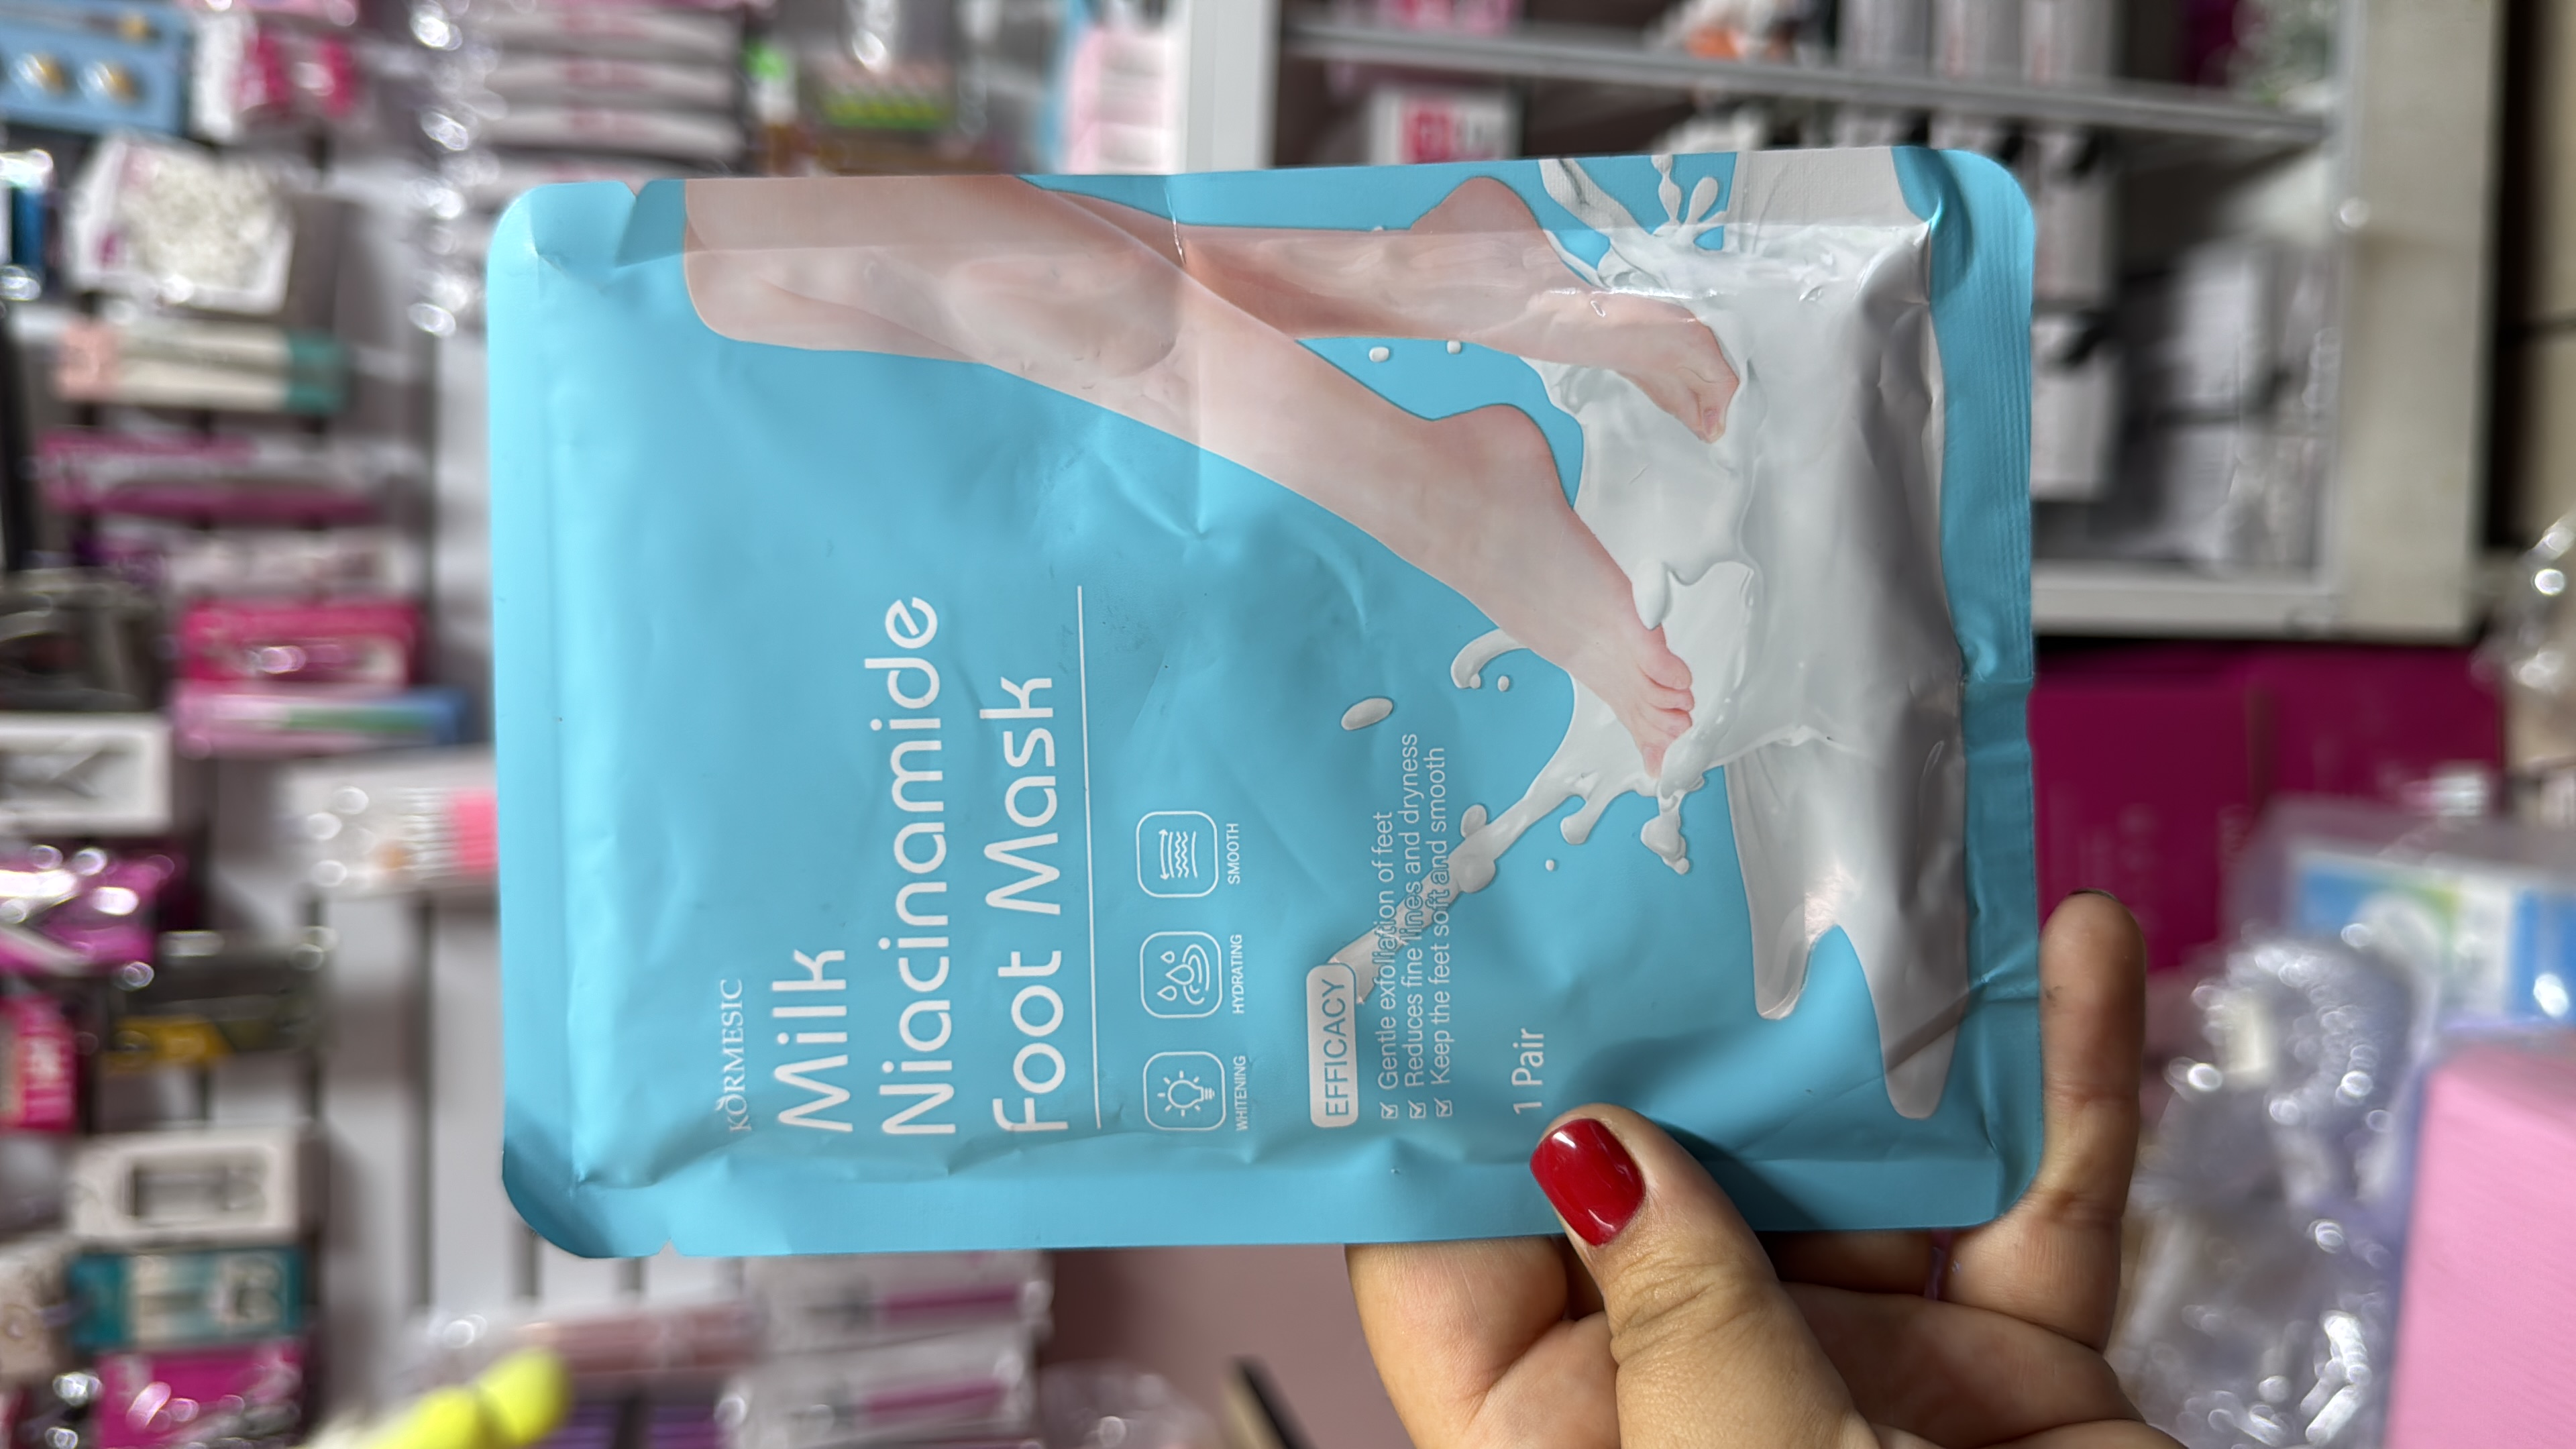 KORMESIC
Milk
Niacinamide
Foot Mask
WHITENING
HYDRATING
SMOOTH
EFFICACY
Gentle exfoliation of feet
Reduces fine lines and dryness
Keep the feet soft and smooth
1 Pair